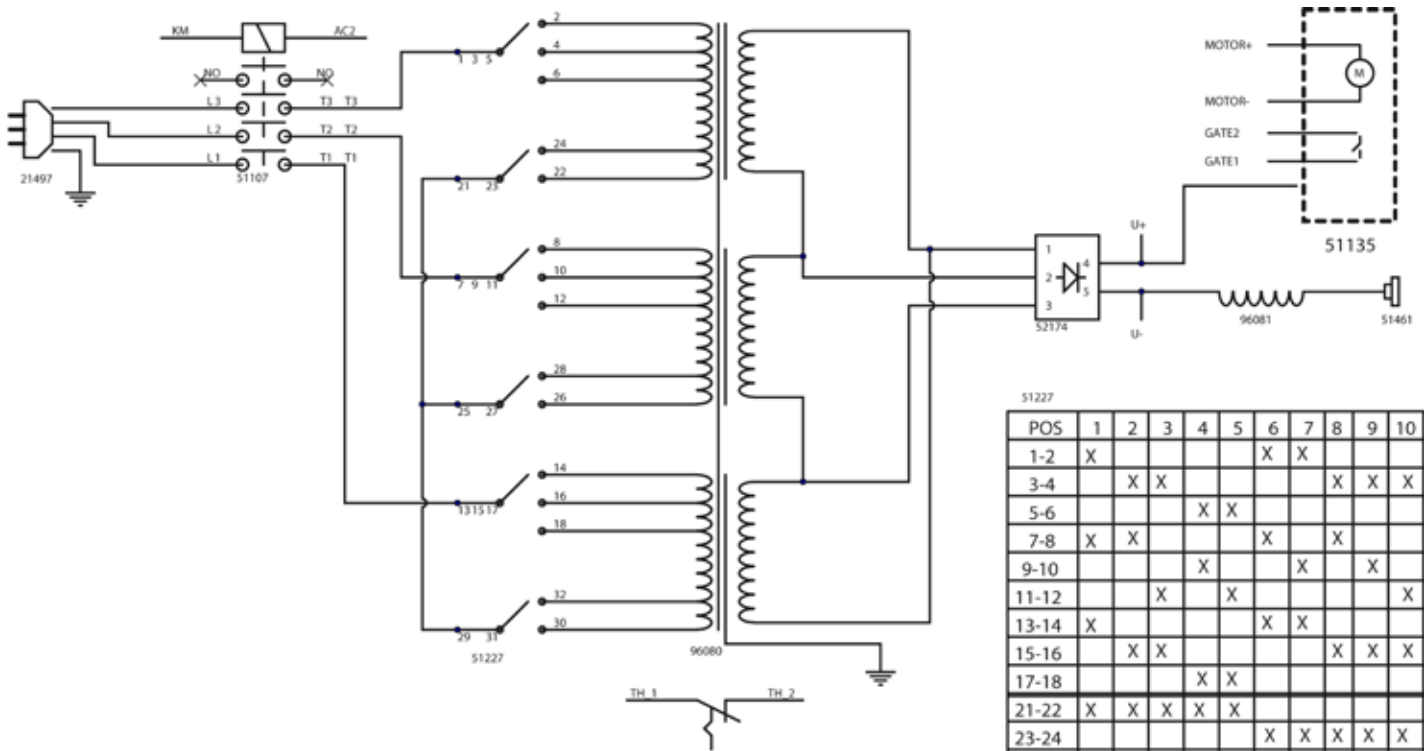 KM AC2
NO NO
L3 T3 T3
L2 T2 T2
L1 T1 T1
21497
51107
2
1 3 5 4
6
24
21 23 22
8
7 9 11 10
12
28
25 27 26
14
13 15 17 16
18
32
29 31 30
51227
96080
TH_1 TH_2
MOTOR+
M
MOTOR-
GATE2
GATE1
51135
U+
1
4
2
5
3
52174
U-
96081
51461
51227
POS 1 2 3 4 5 6 7 8 9 10
1-2 X X X
3-4 X X X X X
5-6 X X
7-8 X X X X
9-10 X X X
11-12 X X X
13-14 X X X
15-16 X X X X X
17-18 X X
21-22 X X X X X
23-24 X X X X X